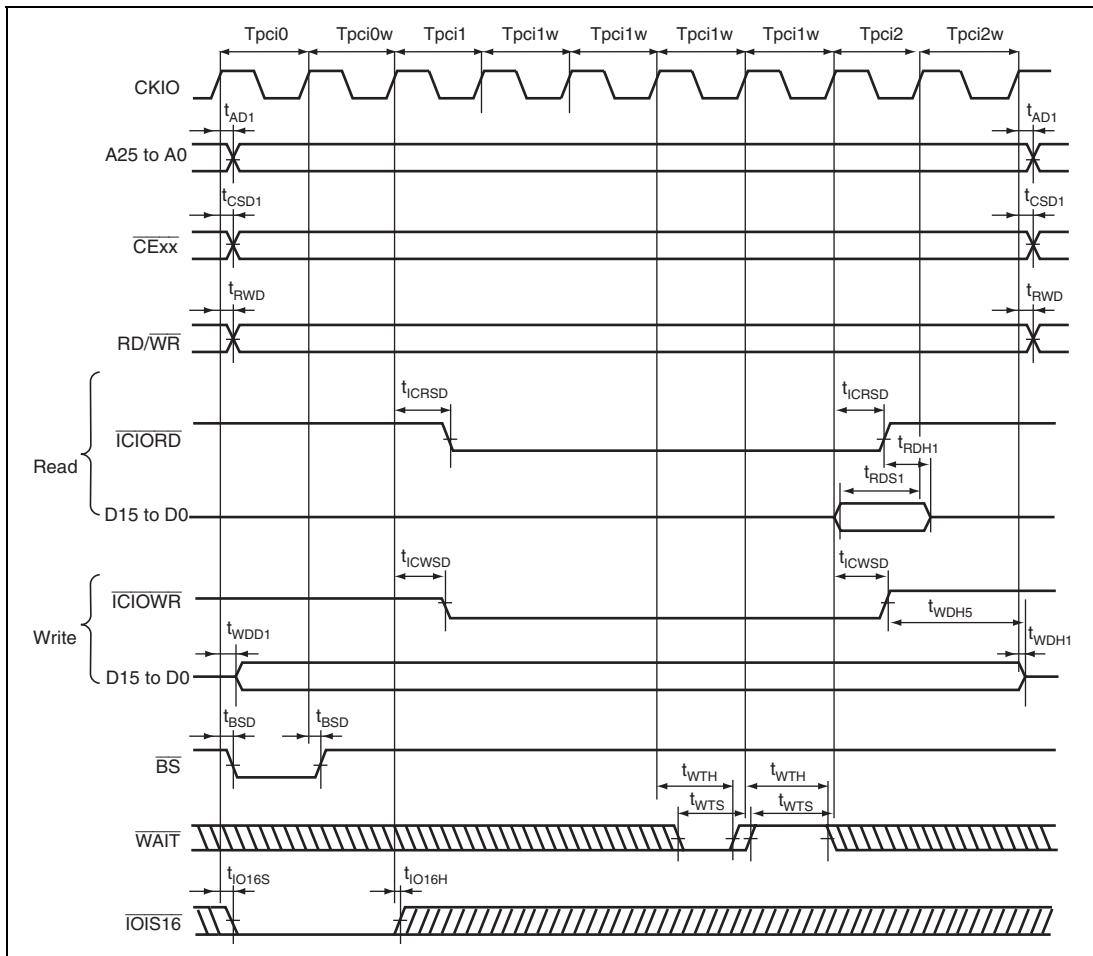 Tpci0 Tpci0w Tpci1 Tpci1w Tpci1w Tpci1w Tpci1w Tpci2 Tpci2w
CKIO
tAD1 tAD1
A25 to A0
tCSD1 tCSD1
CExx
tRWD tRWD
RD/WR
tICRSD tICRSD
ICIORD
tRDH1
Read
tRDS1
D15 to D0
tICWSD tICWSD
ICIOWR
tWDH5
Write
tWDD1 tWDH1
D15 to D0
tBSD tBSD
BS
tWTH tWTH
tWTS tWTS
WAIT
tIO16S tIO16H
IOIS16